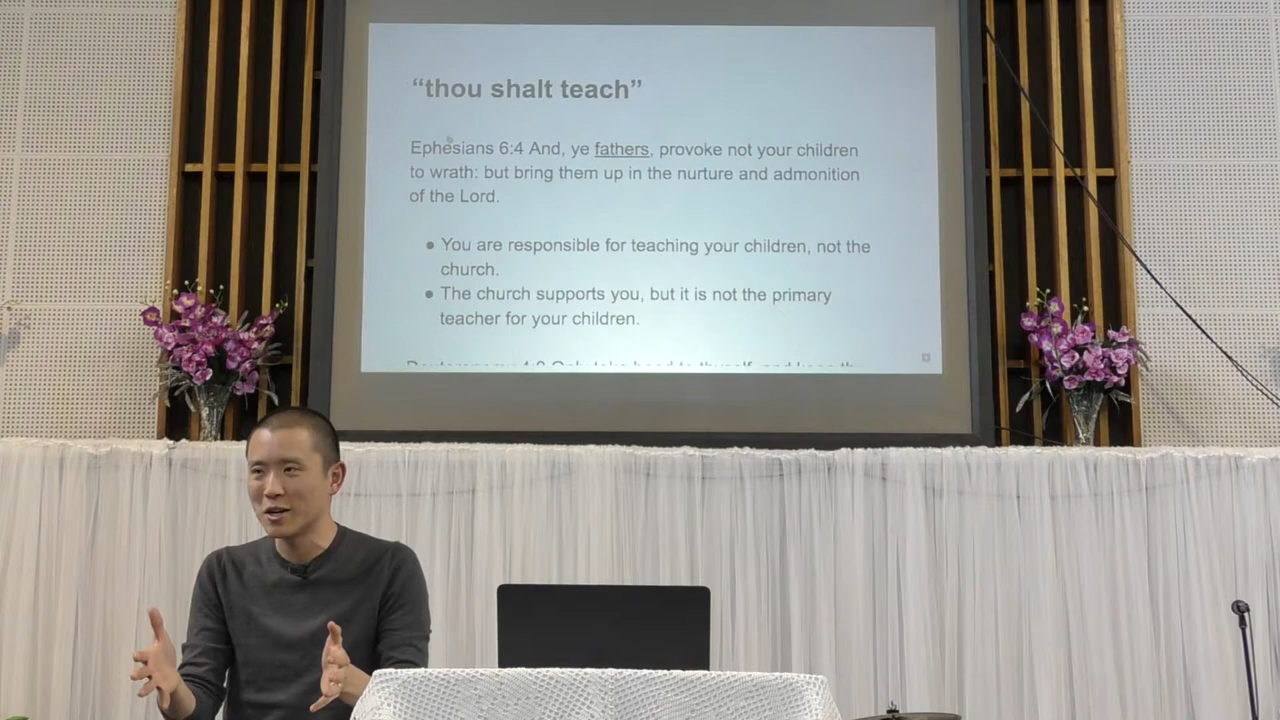 “thou shalt teach”
Ephesians 6:4 And, ye fathers, provoke not your children
to wrath: but bring them up in the nurture and admonition
of the Lord.
● You are responsible for teaching your children, not the
church.
● The church supports you, but it is not the primary
teacher for your children.